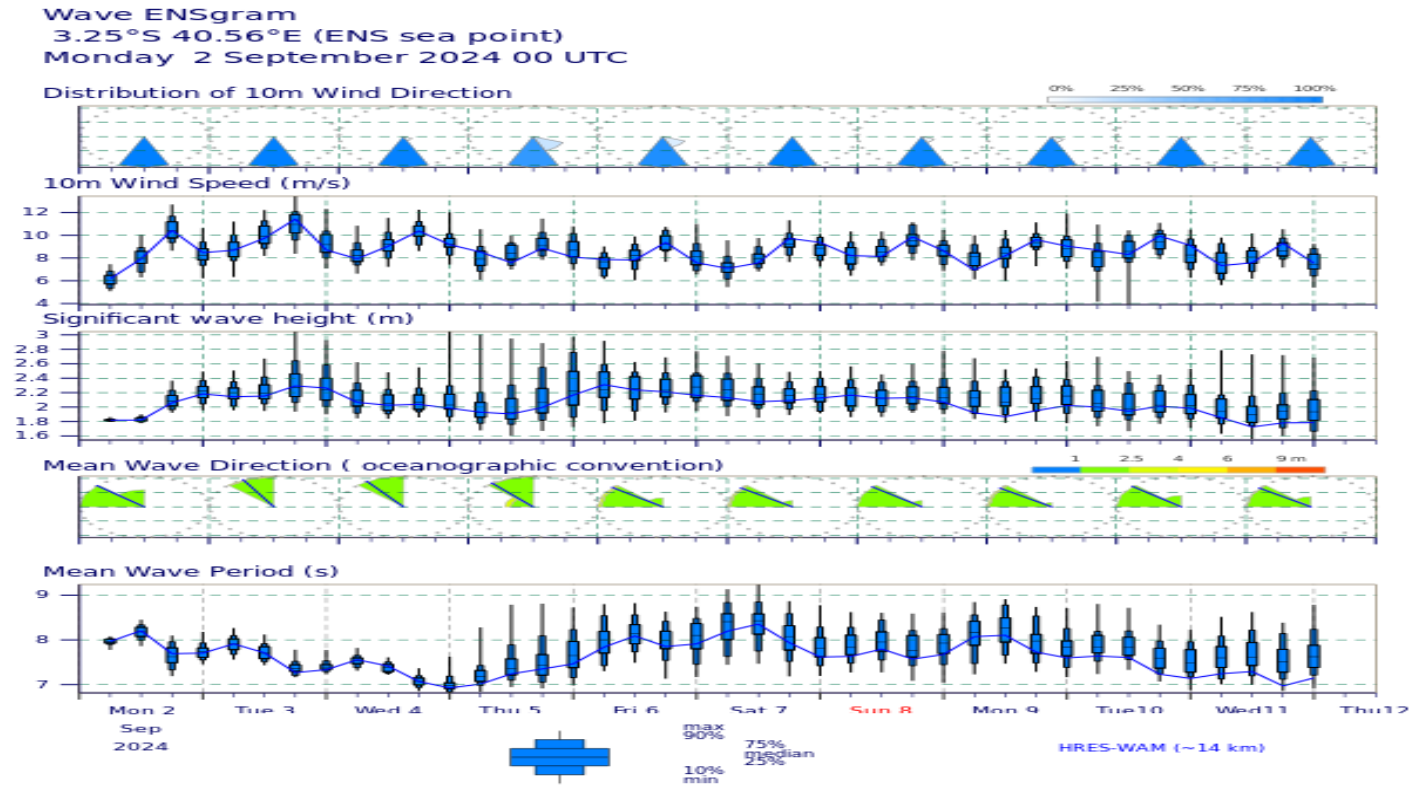 Wave ENSgram
3.25°S 40.56°E (ENS sea point)
Monday 2 September 2024 00 UTC
Distribution of 10m Wind Direction
0% 25% 50% 75% 100%
10m Wind Speed (m/s)
12
10
8
6
4
Significant wave height (m)
3
2.8
2.6
2.4
2.2
2
1.8
1.6
Mean Wave Direction ( oceanographic convention)
1 2.5 4 6 9 m
Mean Wave Period (s)
9
8
7
Mon 2 Tue 3 Wed 4 Thu 5 Fri 6 Sat 7 Sun 8 Mon 9 Tue10 Wed11 Thu12
Sep
2024
max
90%
75%
median
25%
10%
min
HRES-WAM (~14 km)